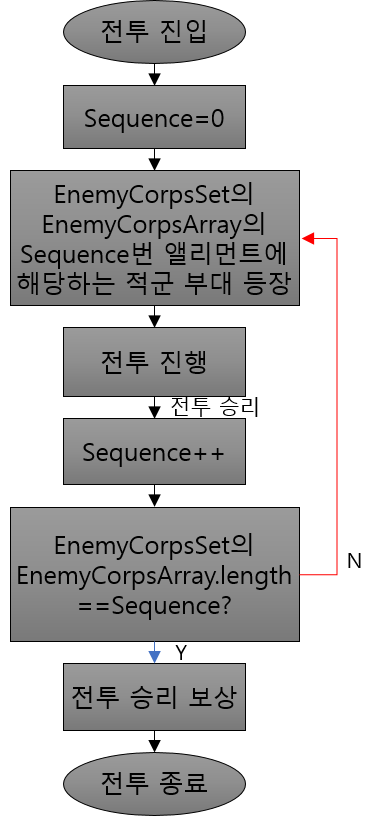 전투 진입
Sequence=0
EnemyCorpsSet의
EnemyCorpsArray의
Sequence번 앨리먼트에
해당하는 적군 부대 등장
전투 진행
전투 승리
Sequence++
EnemyCorpsSet의
EnemyCorpsArray.length
==Sequence?
N
Y
전투 승리 보상
전투 종료